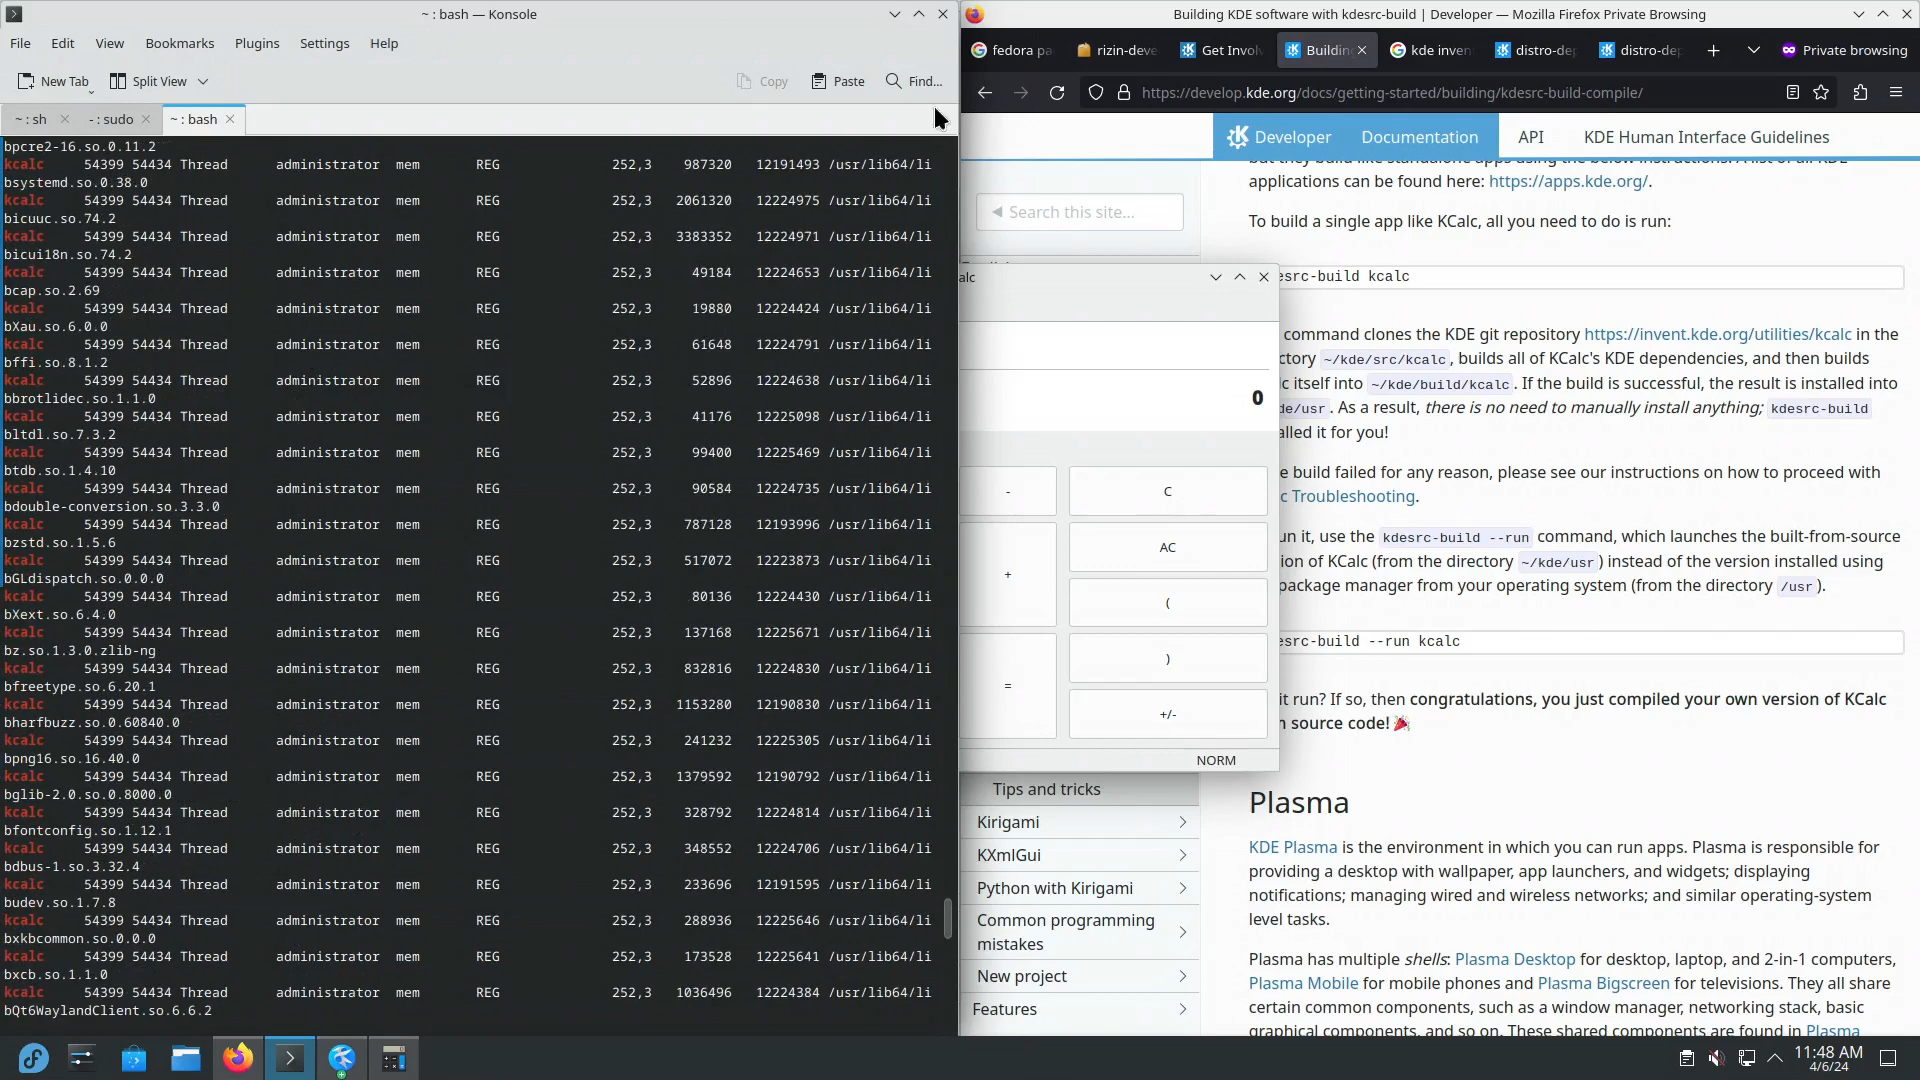 ~ : bash — Konsole
File Edit View Bookmarks Plugins Settings Help
New Tab Split View Copy Paste Find...
~ : sh - : sudo ~ : bash
bpcre2-16.so.0.11.2
kcalc 54399 54434 Thread administrator mem REG 252,3 987320 12191493 /usr/lib64/li
bsystemd.so.0.38.0
kcalc 54399 54434 Thread administrator mem REG 252,3 2061320 12224975 /usr/lib64/li
bicuuc.so.74.2
kcalc 54399 54434 Thread administrator mem REG 252,3 3383352 12224971 /usr/lib64/li
bicui18n.so.74.2
kcalc 54399 54434 Thread administrator mem REG 252,3 49184 12224653 /usr/lib64/li
bcap.so.2.69
kcalc 54399 54434 Thread administrator mem REG 252,3 19880 12224424 /usr/lib64/li
bXau.so.6.0.0
kcalc 54399 54434 Thread administrator mem REG 252,3 61648 12224791 /usr/lib64/li
bffi.so.8.1.2
kcalc 54399 54434 Thread administrator mem REG 252,3 52896 12224638 /usr/lib64/li
bbrotlidec.so.1.1.0
kcalc 54399 54434 Thread administrator mem REG 252,3 41176 12225098 /usr/lib64/li
bltdl.so.7.3.2
kcalc 54399 54434 Thread administrator mem REG 252,3 99400 12225469 /usr/lib64/li
btdb.so.1.4.10
kcalc 54399 54434 Thread administrator mem REG 252,3 90584 12224735 /usr/lib64/li
bdouble-conversion.so.3.3.0
kcalc 54399 54434 Thread administrator mem REG 252,3 787128 12193996 /usr/lib64/li
bzstd.so.1.5.6
kcalc 54399 54434 Thread administrator mem REG 252,3 517072 12223873 /usr/lib64/li
bGLdispatch.so.0.0.0
kcalc 54399 54434 Thread administrator mem REG 252,3 80136 12224430 /usr/lib64/li
bXext.so.6.4.0
kcalc 54399 54434 Thread administrator mem REG 252,3 137168 12225671 /usr/lib64/li
bz.so.1.3.0.zlib-ng
kcalc 54399 54434 Thread administrator mem REG 252,3 832816 12224830 /usr/lib64/li
bfreetype.so.6.20.1
kcalc 54399 54434 Thread administrator mem REG 252,3 1153280 12190830 /usr/lib64/li
bharfbuzz.so.0.60840.0
kcalc 54399 54434 Thread administrator mem REG 252,3 241232 12225305 /usr/lib64/li
bpng16.so.16.40.0
kcalc 54399 54434 Thread administrator mem REG 252,3 1379592 12190792 /usr/lib64/li
bglib-2.0.so.0.8000.0
kcalc 54399 54434 Thread administrator mem REG 252,3 328792 12224814 /usr/lib64/li
bfontconfig.so.1.12.1
kcalc 54399 54434 Thread administrator mem REG 252,3 348552 12224706 /usr/lib64/li
bdbus-1.so.3.32.4
kcalc 54399 54434 Thread administrator mem REG 252,3 233696 12191595 /usr/lib64/li
budev.so.1.7.8
kcalc 54399 54434 Thread administrator mem REG 252,3 288936 12225646 /usr/lib64/li
bxkbcommon.so.0.0.0
kcalc 54399 54434 Thread administrator mem REG 252,3 173528 12225641 /usr/lib64/li
bxcb.so.1.1.0
kcalc 54399 54434 Thread administrator mem REG 252,3 1036496 12224384 /usr/lib64/li
bQt6WaylandClient.so.6.6.2
Building KDE software with kdesrc-build | Developer — Mozilla Firefox Private Browsing
fedora pa rizin-deve Get Involv Building kde inven distro-dep distro-dep Private browsing
https://develop.kde.org/docs/getting-started/building/kdesrc-build-compile/
Developer Documentation API KDE Human Interface Guidelines
Search this site...
but they build like standalone apps using the below instructions. A list of all KDE
applications can be found here: https://apps.kde.org/.
To build a single app like KCalc, all you need to do is run:
esrc-build kcalc
command clones the KDE git repository https://invent.kde.org/utilities/kcalc in the
ctory ~/kde/src/kcalc, builds all of KCalc's KDE dependencies, and then builds
c itself into ~/kde/build/kcalc. If the build is successful, the result is installed into
de/usr. As a result, there is no need to manually install anything; kdesrc-build
alled it for you!
e build failed for any reason, please see our instructions on how to proceed with
c Troubleshooting.
un it, use the kdesrc-build --run command, which launches the built-from-source
ion of KCalc (from the directory ~/kde/usr) instead of the version installed using
package manager from your operating system (from the directory /usr).
esrc-build --run kcalc
it run? If so, then congratulations, you just compiled your own version of KCalc
n source code! 🎉
Plasma
KDE Plasma is the environment in which you can run apps. Plasma is responsible for
providing a desktop with wallpaper, app launchers, and widgets; displaying
notifications; managing wired and wireless networks; and similar operating-system
level tasks.
Plasma has multiple shells: Plasma Desktop for desktop, laptop, and 2-in-1 computers,
Plasma Mobile for mobile phones and Plasma Bigscreen for televisions. They all share
certain common components, such as a window manager, networking stack, basic
graphical components, and so on. These shared components are found in Plasma
alc
0
- C
AC
+
(
)
=
+/-
NORM
Tips and tricks
Kirigami
KXmlGui
Python with Kirigami
Common programming
mistakes
New project
Features
11:48 AM
4/6/24